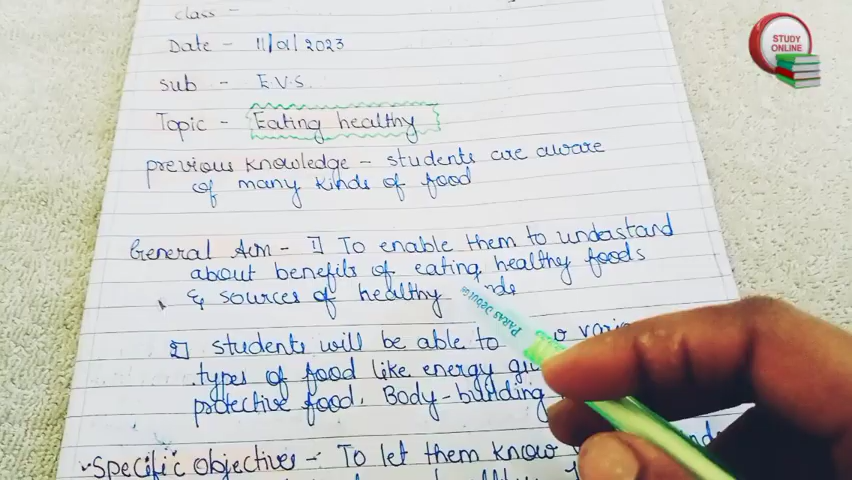 class -
Date - 11/01/2023
STUDY
ONLINE
sub - E.V.S.
Topic - Eating healthy
previous knowledge - students are aware
of many kinds of food
General Aim - 1] To enable them to understand
about benefits of eating healthy foods
& sources of healthy
2] students will be able to
types of food like energy
protective food. Body-building
Specific objectives - To let them know